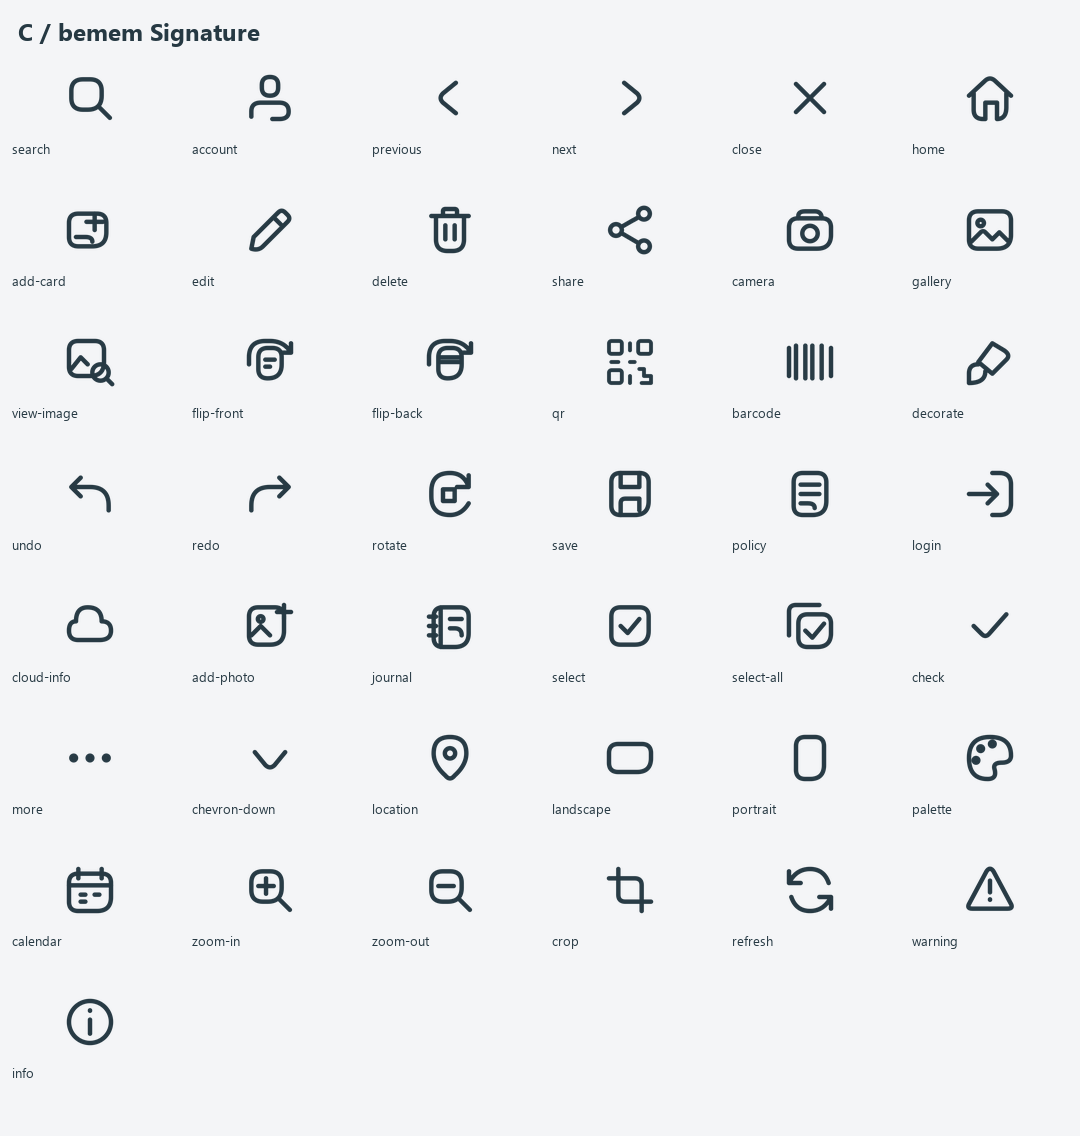 C / bemem Signature
search account previous next close home
add-card edit delete share camera gallery
view-image flip-front flip-back qr barcode decorate
undo redo rotate save policy login
cloud-info add-photo journal select select-all check
more chevron-down location landscape portrait palette
calendar zoom-in zoom-out crop refresh warning
info